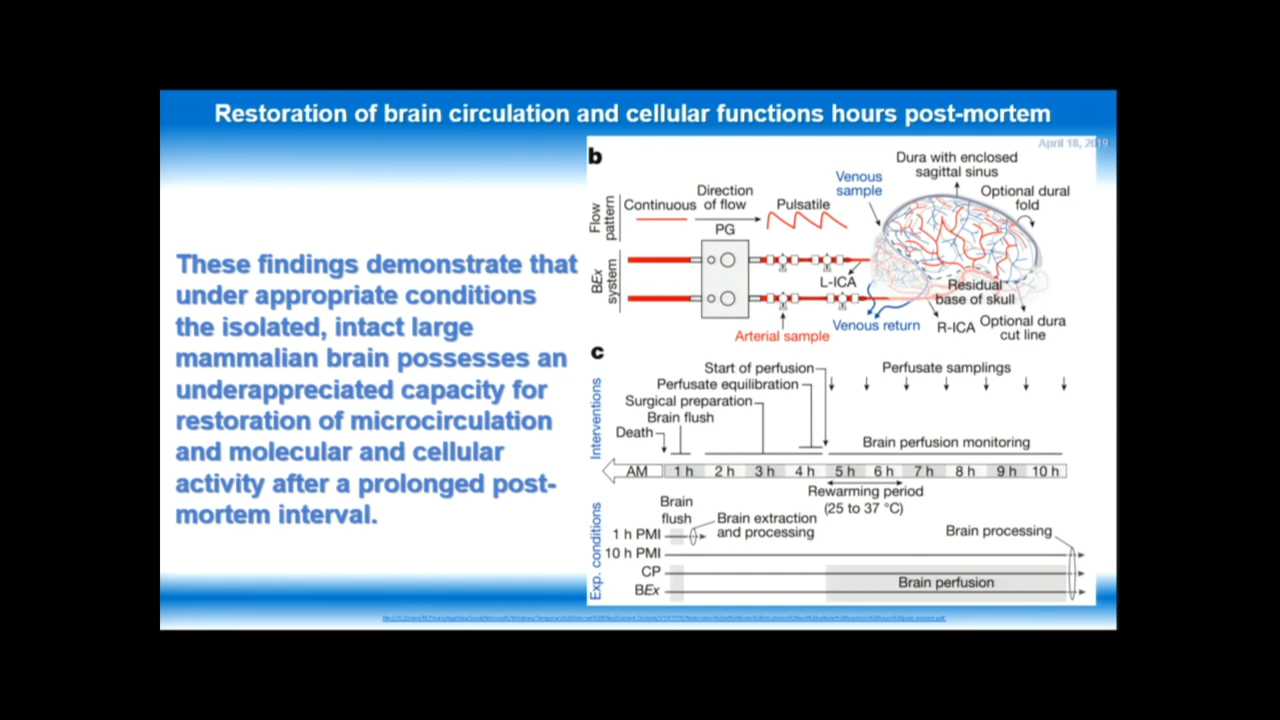 Restoration of brain circulation and cellular functions hours post-mortem
April 18, 2019
These findings demonstrate that
under appropriate conditions
the isolated, intact large
mammalian brain possesses an
underappreciated capacity for
restoration of microcirculation
and molecular and cellular
activity after a prolonged post-
mortem interval.
b
Flow
pattern
Continuous
Direction
of flow
Pulsatile
Venous
sample
Dura with enclosed
sagittal sinus
Optional dural
fold
PG
BEx
system
L-ICA
Residual
base of skull
Arterial sample
Venous return
R-ICA
Optional dura
cut line
c
Interventions
Start of perfusion
Perfusate equilibration
Surgical preparation
Brain flush
Death
Perfusate samplings
Brain perfusion monitoring
AM 1 h 2 h 3 h 4 h 5 h 6 h 7 h 8 h 9 h 10 h
Rewarming period
(25 to 37 °C)
Exp. conditions
Brain
flush
Brain extraction
and processing
Brain processing
1 h PMI
10 h PMI
CP
BEx
Brain perfusion